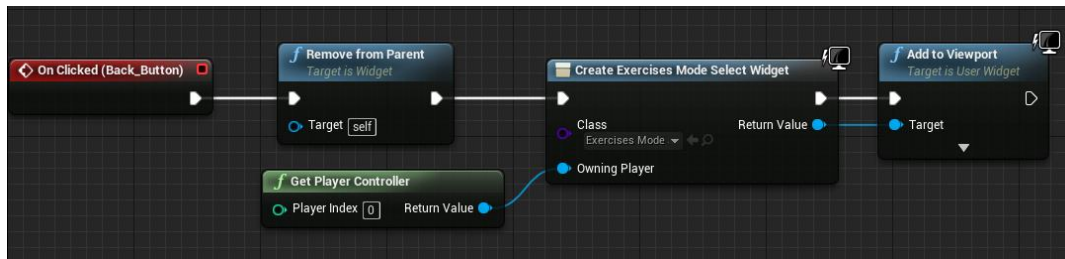 On Clicked (Back_Button)
f Remove from Parent
Target is Widget
Target self
f Get Player Controller
Player Index 0 Return Value
Create Exercises Mode Select Widget
Class Return Value
Exercises Mode
Owning Player
f Add to Viewport
Target is User Widget
Target